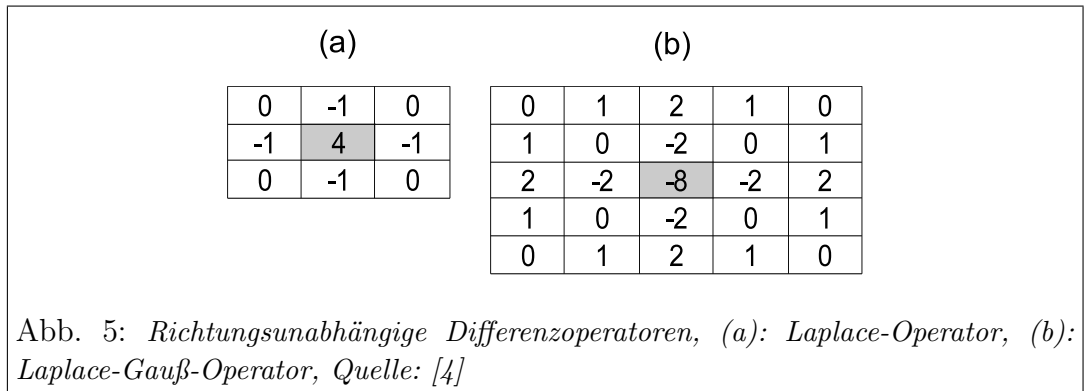 (a) (b)
0 -1 0
-1 4 -1
0 -1 0
0 1 2 1 0
1 0 -2 0 1
2 -2 -8 -2 2
1 0 -2 0 1
0 1 2 1 0
Abb. 5: Richtungsunabhängige Differenzoperatoren, (a): Laplace-Operator, (b):
Laplace-Gauß-Operator, Quelle: [4]